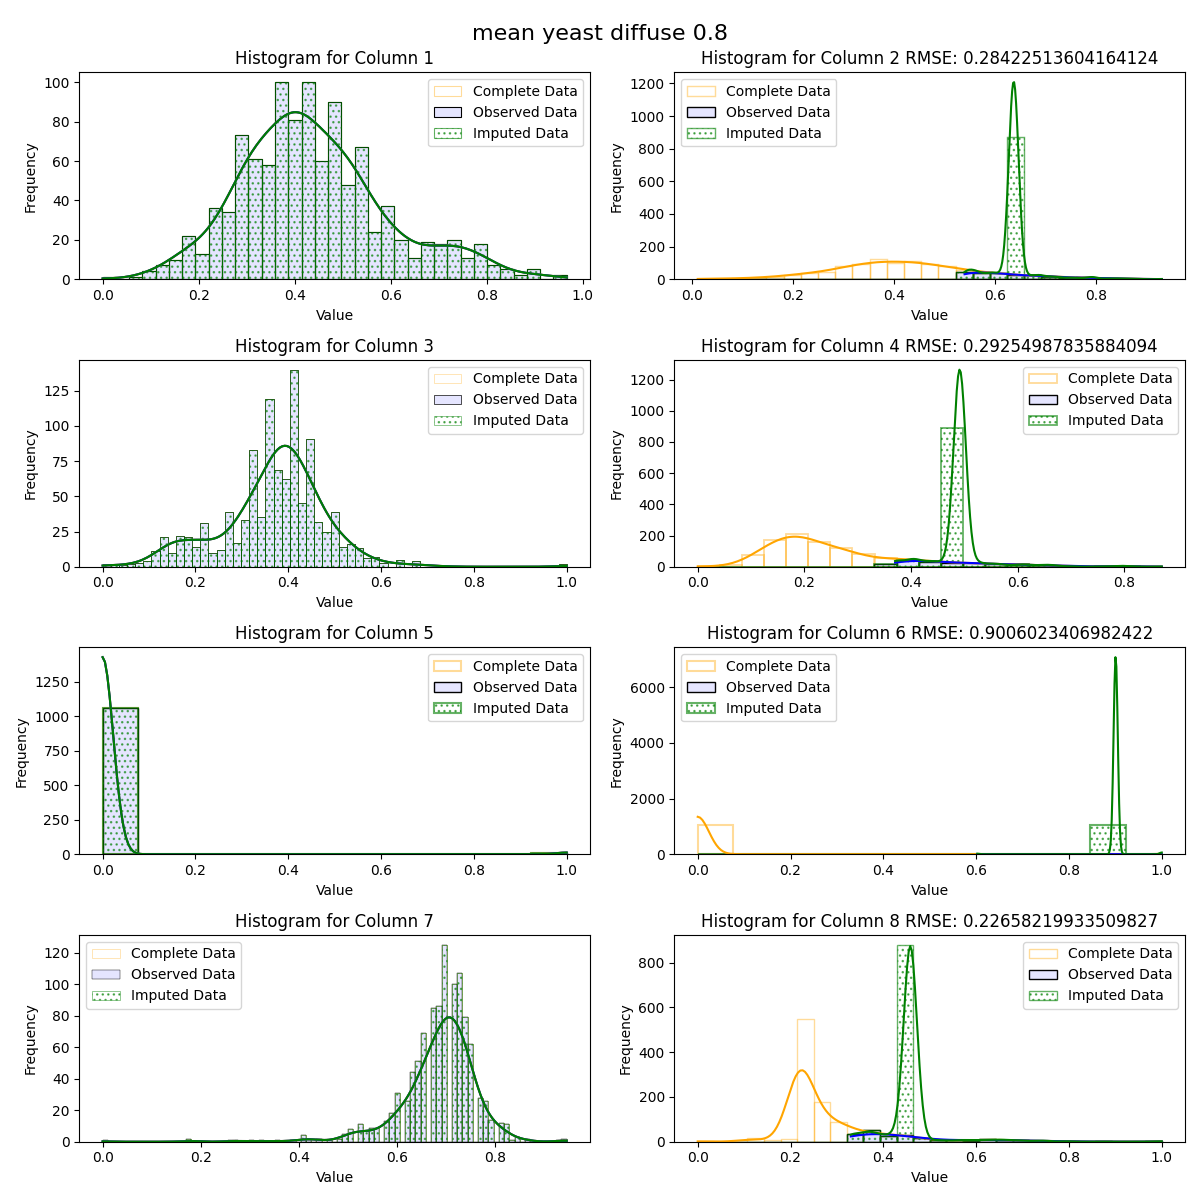 mean yeast diffuse 0.8
Histogram for Column 1
Frequency
100
80
60
40
20
0
Complete Data
Observed Data
Imputed Data
0.0 0.2 0.4 0.6 0.8 1.0
Value
Histogram for Column 2 RMSE: 0.28422513604164124
Frequency
1200
1000
800
600
400
200
0
Complete Data
Observed Data
Imputed Data
0.0 0.2 0.4 0.6 0.8
Value
Histogram for Column 3
Frequency
125
100
75
50
25
0
Complete Data
Observed Data
Imputed Data
0.0 0.2 0.4 0.6 0.8 1.0
Value
Histogram for Column 4 RMSE: 0.29254987835884094
Frequency
1200
1000
800
600
400
200
0
Complete Data
Observed Data
Imputed Data
0.0 0.2 0.4 0.6 0.8
Value
Histogram for Column 5
Frequency
1250
1000
750
500
250
0
Complete Data
Observed Data
Imputed Data
0.0 0.2 0.4 0.6 0.8 1.0
Value
Histogram for Column 6 RMSE: 0.9006023406982422
Frequency
6000
4000
2000
0
Complete Data
Observed Data
Imputed Data
0.0 0.2 0.4 0.6 0.8 1.0
Value
Histogram for Column 7
Frequency
120
100
80
60
40
20
0
Complete Data
Observed Data
Imputed Data
0.0 0.2 0.4 0.6 0.8
Value
Histogram for Column 8 RMSE: 0.22658219933509827
Frequency
800
600
400
200
0
Complete Data
Observed Data
Imputed Data
0.0 0.2 0.4 0.6 0.8 1.0
Value